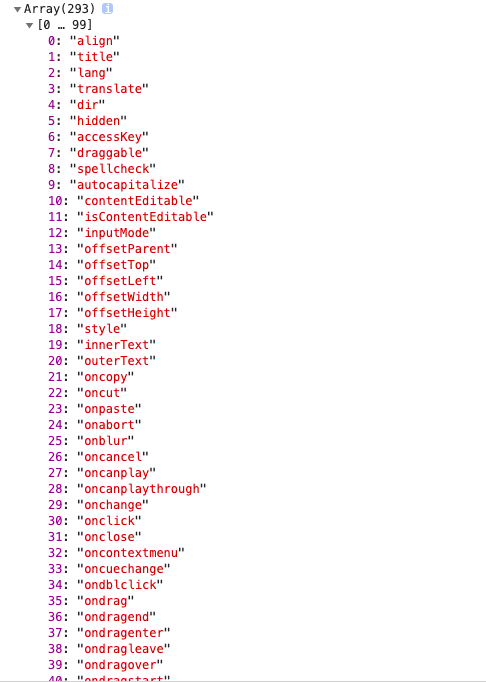 ▼Array(293) i
▼[0 … 99]
0: "align"
1: "title"
2: "lang"
3: "translate"
4: "dir"
5: "hidden"
6: "accessKey"
7: "draggable"
8: "spellcheck"
9: "autocapitalize"
10: "contentEditable"
11: "isContentEditable"
12: "inputMode"
13: "offsetParent"
14: "offsetTop"
15: "offsetLeft"
16: "offsetWidth"
17: "offsetHeight"
18: "style"
19: "innerText"
20: "outerText"
21: "oncopy"
22: "oncut"
23: "onpaste"
24: "onabort"
25: "onblur"
26: "oncancel"
27: "oncanplay"
28: "oncanplaythrough"
29: "onchange"
30: "onclick"
31: "onclose"
32: "oncontextmenu"
33: "oncuechange"
34: "ondblclick"
35: "ondrag"
36: "ondragend"
37: "ondragenter"
38: "ondragleave"
39: "ondragover"
40: "ondragstart"